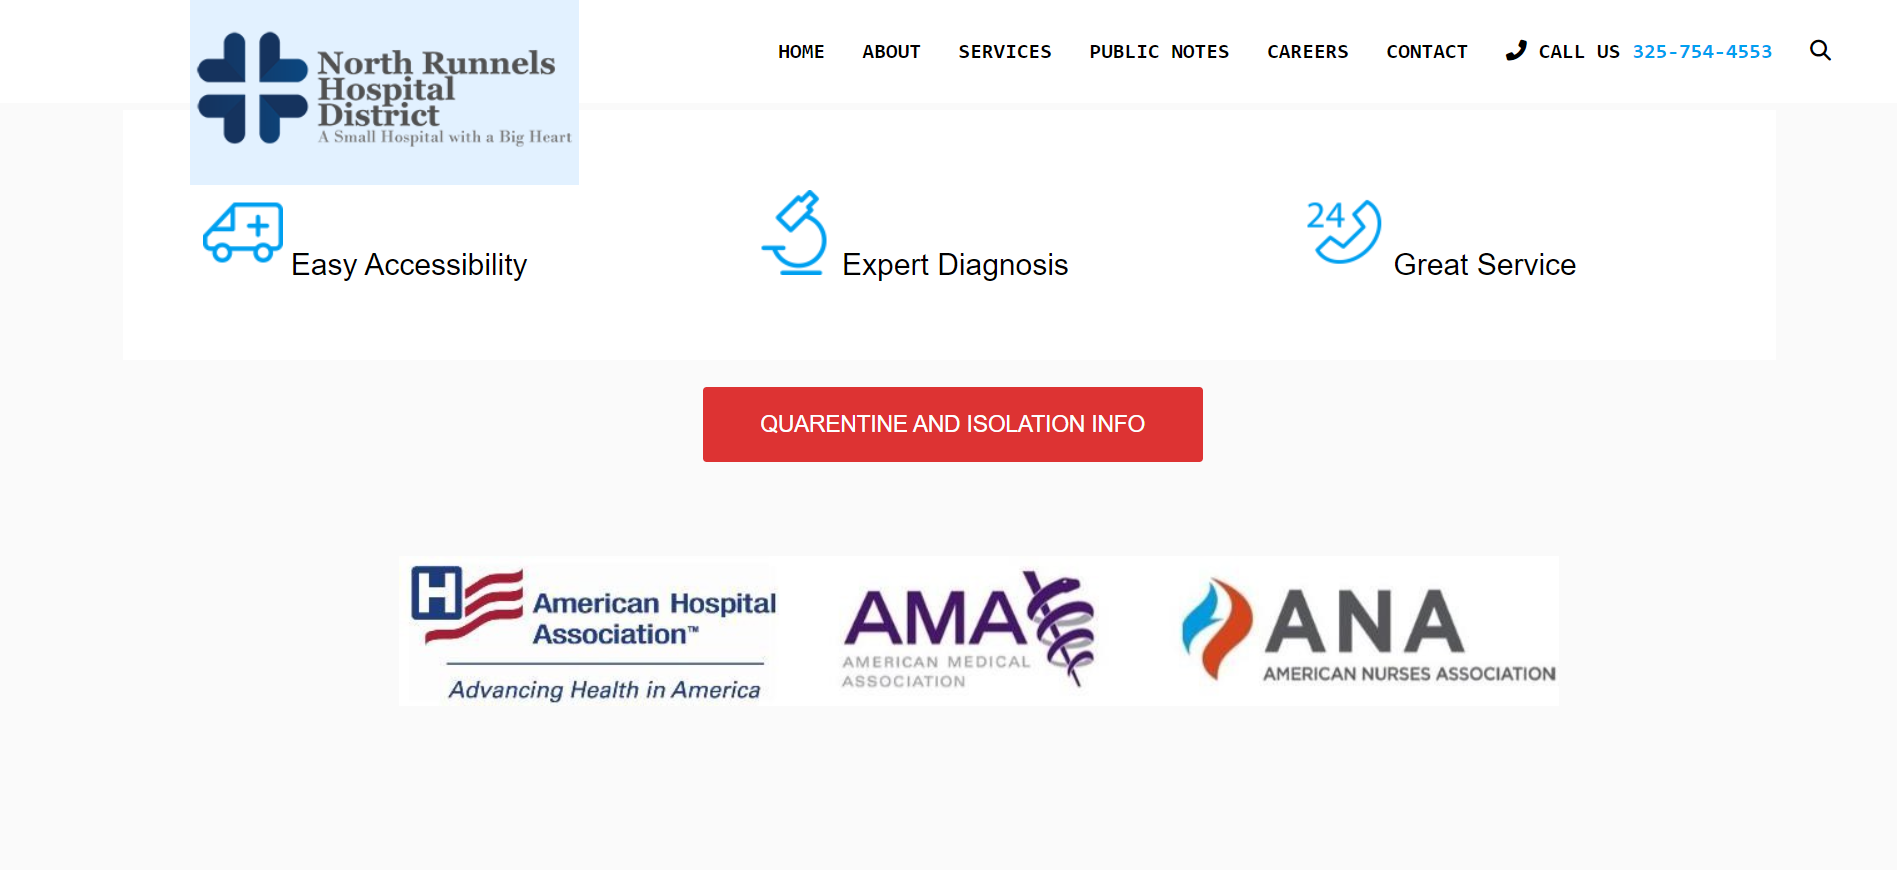 North Runnels
Hospital
District
A Small Hospital with a Big Heart
HOME ABOUT SERVICES PUBLIC NOTES CAREERS CONTACT CALL US 325-754-4553
Easy Accessibility
Expert Diagnosis
24
Great Service
QUARENTINE AND ISOLATION INFO
H
American Hospital
Association™
Advancing Health in America
AMA
AMERICAN MEDICAL
ASSOCIATION
ANA
AMERICAN NURSES ASSOCIATION